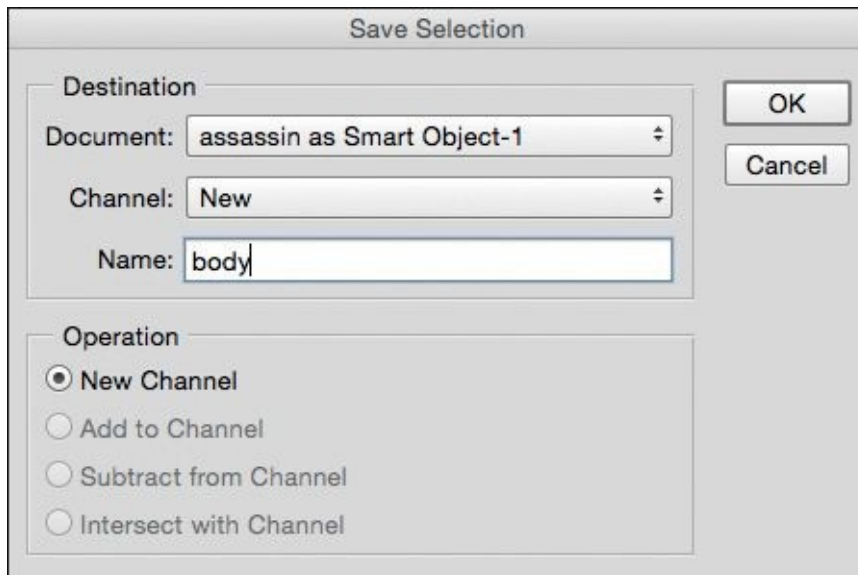 Save Selection
Destination
Document: assassin as Smart Object-1
Channel: New
Name: body
OK
Cancel
Operation
New Channel
Add to Channel
Subtract from Channel
Intersect with Channel